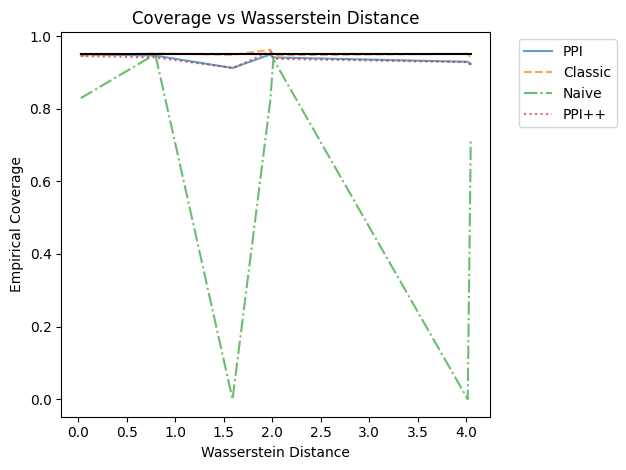 Coverage vs Wasserstein Distance
1.0
0.8
0.6
0.4
0.2
0.0
Empirical Coverage
0.0 0.5 1.0 1.5 2.0 2.5 3.0 3.5 4.0
Wasserstein Distance
PPI
Classic
Naive
PPI++